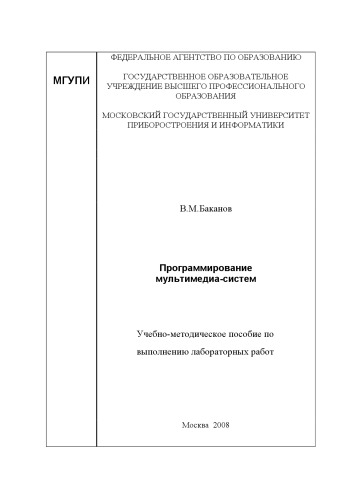 ФЕДЕРАЛЬНОЕ АГЕНТСТВО ПО ОБРАЗОВАНИЮ
МГУПИ
ГОСУДАРСТВЕННОЕ ОБРАЗОВАТЕЛЬНОЕ
УЧРЕЖДЕНИЕ ВЫСШЕГО ПРОФЕССИОНАЛЬНОГО
ОБРАЗОВАНИЯ
МОСКОВСКИЙ ГОСУДАРСТВЕННЫЙ УНИВЕРСИТЕТ
ПРИБОРОСТРОЕНИЯ И ИНФОРМАТИКИ
В.М.Баканов
Программирование
мультимедиа-систем
Учебно-методическое пособие по
выполнению лабораторных работ
Москва 2008